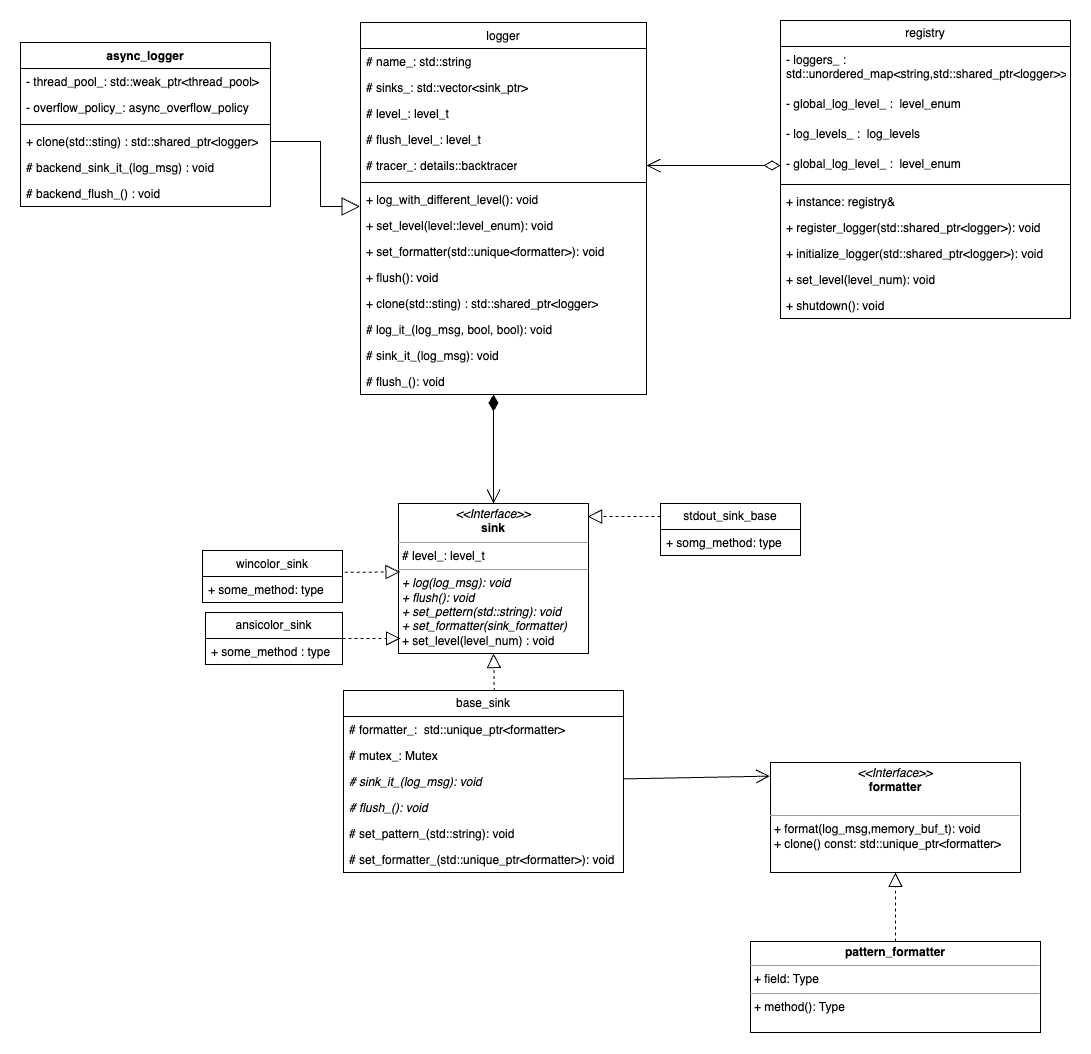 async_logger
- thread_pool_: std::weak_ptr<thread_pool>
- overflow_policy_: async_overflow_policy
+ clone(std::sting) : std::shared_ptr<logger>
# backend_sink_it_(log_msg) : void
# backend_flush_() : void
logger
# name_: std::string
# sinks_: std::vector<sink_ptr>
# level_: level_t
# flush_level_: level_t
# tracer_: details::backtracer
+ log_with_different_level(): void
+ set_level(level::level_enum): void
+ set_formatter(std::unique<formatter>): void
+ flush(): void
+ clone(std::sting) : std::shared_ptr<logger>
# log_it_(log_msg, bool, bool): void
# sink_it_(log_msg): void
# flush_(): void
registry
- loggers_ :
std::unordered_map<string,std::shared_ptr<logger>>
- global_log_level_ :  level_enum
- log_levels_ :  log_levels
- global_log_level_ :  level_enum
+ instance: registry&
+ register_logger(std::shared_ptr<logger>): void
+ initialize_logger(std::shared_ptr<logger>): void
+ set_level(level_num): void
+ shutdown(): void
<<Interface>>
sink
# level_: level_t
+ log(log_msg): void
+ flush(): void
+ set_pettern(std::string): void
+ set_formatter(sink_formatter)
+ set_level(level_num) : void
stdout_sink_base
+ somg_method: type
wincolor_sink
+ some_method: type
ansicolor_sink
+ some_method : type
base_sink
# formatter_:  std::unique_ptr<formatter>
# mutex_: Mutex
# sink_it_(log_msg): void
# flush_(): void
# set_pattern_(std::string): void
# set_formatter_(std::unique_ptr<formatter>): void
<<Interface>>
formatter
+ format(log_msg,memory_buf_t): void
+ clone() const: std::unique_ptr<formatter>
pattern_formatter
+ field: Type
+ method(): Type